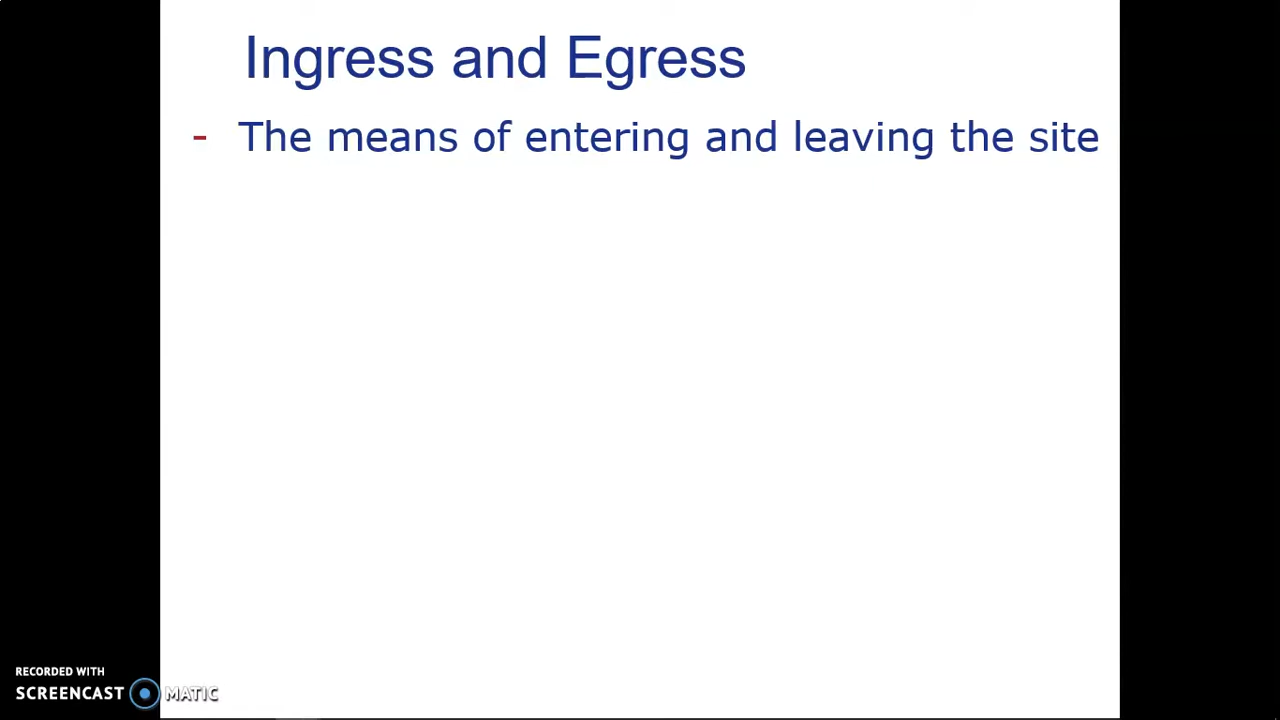 Ingress and Egress
- The means of entering and leaving the site
RECORDED WITH
SCREENCAST MATIC